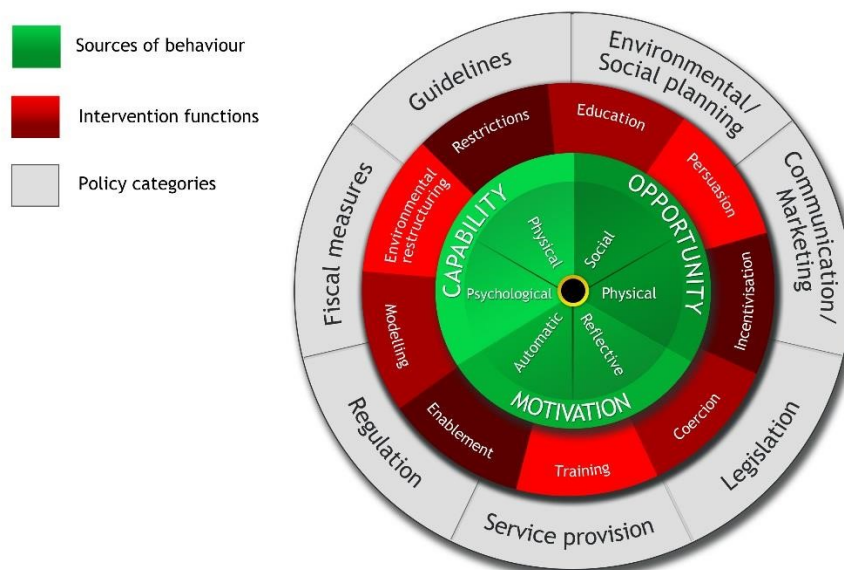 Sources of behaviour
Intervention functions
Policy categories
Guidelines
Environmental/
Social planning
Communication/
Marketing
Legislation
Service provision
Regulation
Fiscal measures
Restrictions
Education
Persuasion
Incentivisation
Coercion
Training
Enablement
Modelling
Environmental
restructuring
CAPABILITY
OPPORTUNITY
MOTIVATION
Physical
Social
Physical
Reflective
Automatic
Psychological